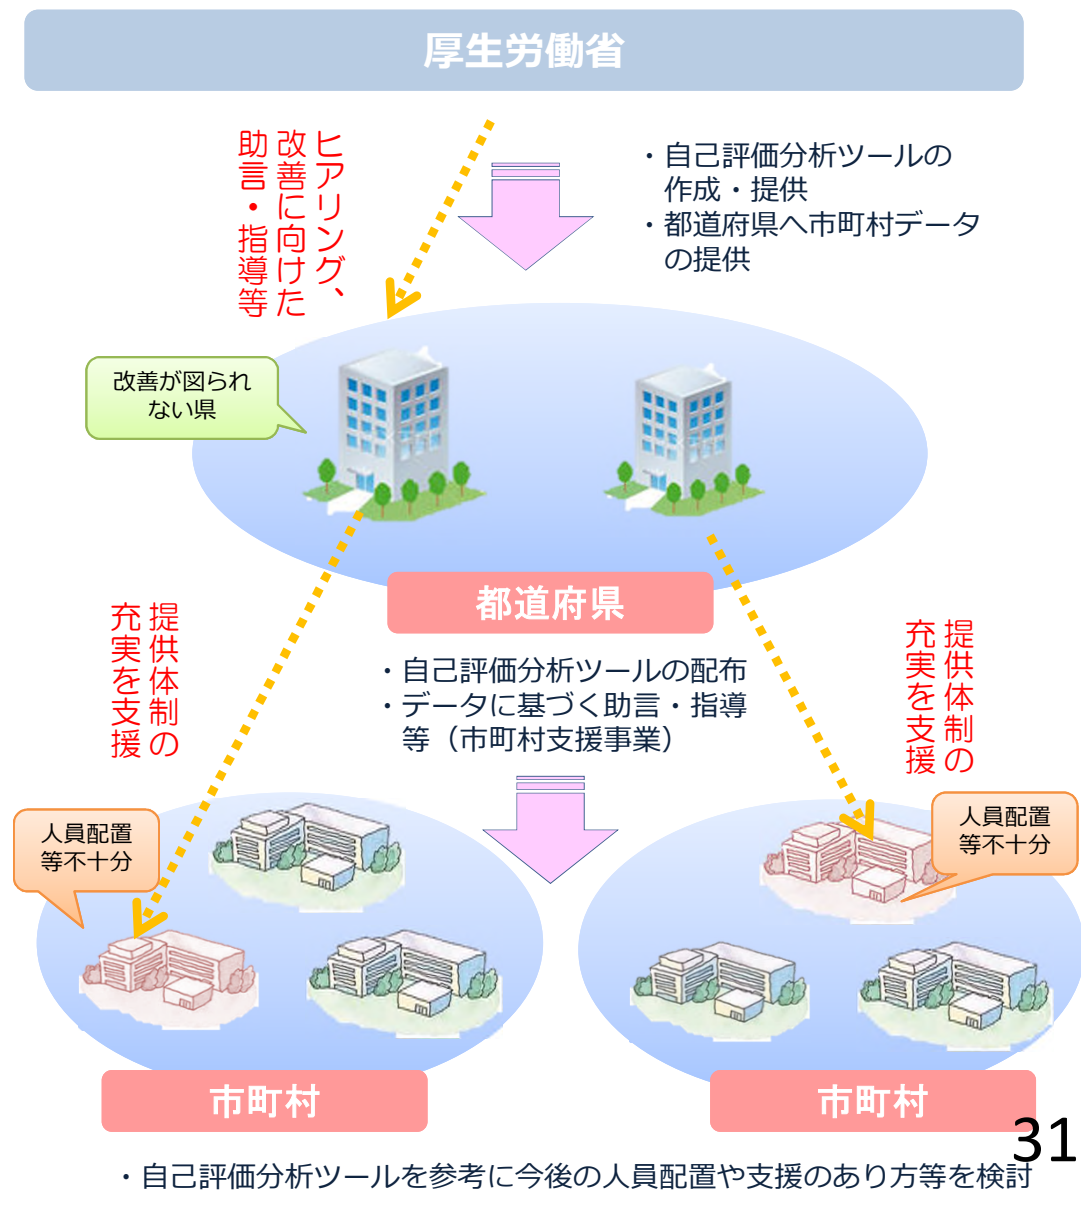 厚生労働省
ヒアリング、
改善に向けた
助言・指導等
・自己評価分析ツールの
作成・提供
・都道府県へ市町村データ
の提供
改善が図られ
ない県
都道府県
提供体制の
充実を支援
・自己評価分析ツールの配布
・データに基づく助言・指導
等（市町村支援事業）
提供体制の
充実を支援
人員配置
等不十分
人員配置
等不十分
市町村
市町村
31
・自己評価分析ツールを参考に今後の人員配置や支援のあり方等を検討